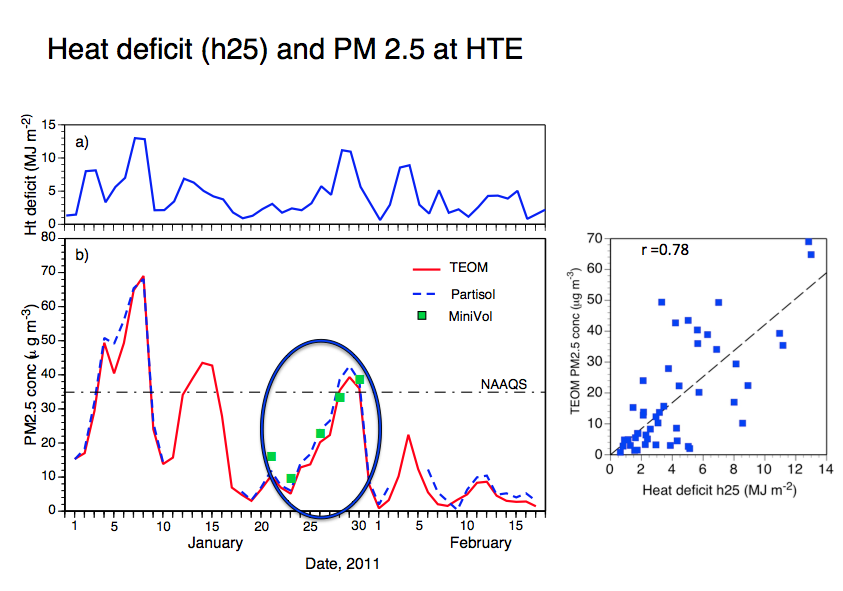 Heat deficit (h25) and PM 2.5 at HTE
Ht deficit (MJ m-2)
15
10
5
0
a)
PM2.5 conc (μ g m-3)
80
70
60
50
40
30
20
10
0
b)
TEOM
Partisol
MiniVol
NAAQS
1 5 10 15 20 25 30 1 5 10 15
January February
Date, 2011
TEOM PM2.5 conc (μg m-3)
70
60
50
40
30
20
10
0
r =0.78
0 2 4 6 8 10 12 14
Heat deficit h25 (MJ m-2)